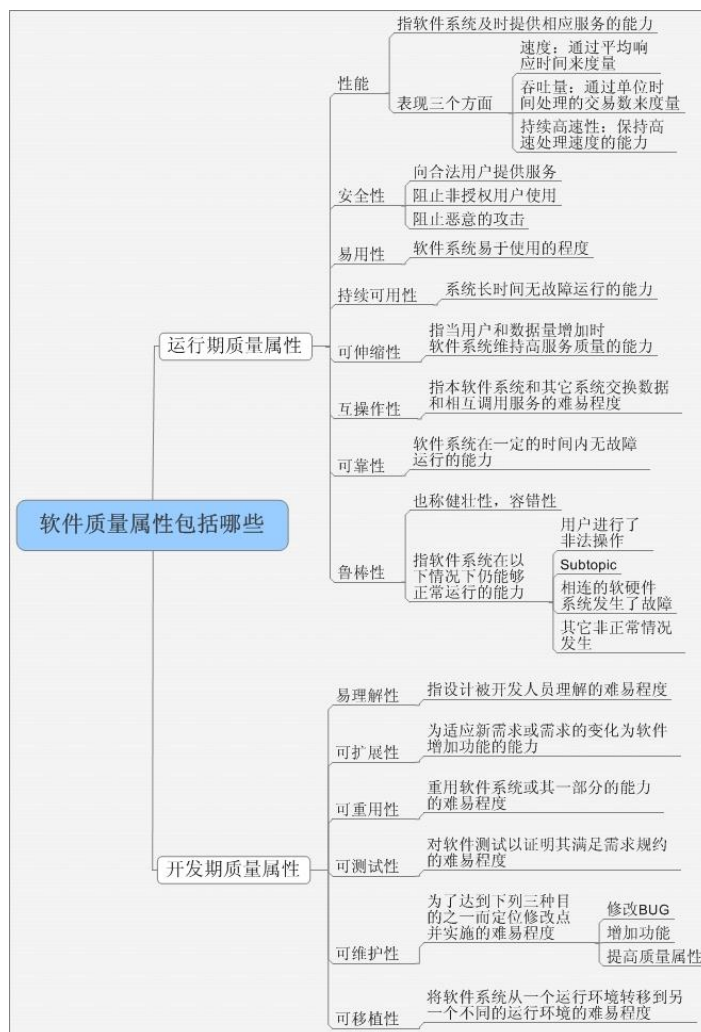 指软件系统及时提供相应服务的能力
性能
表现三个方面
速度：通过平均响
应时间来度量
吞吐量：通过单位时
间处理的交易数来度量
持续高速性：保持高
速处理速度的能力
安全性
向合法用户提供服务
阻止非授权用户使用
阻止恶意的攻击
易用性
软件系统易于使用的程度
持续可用性
系统长时间无故障运行的能力
运行期质量属性
可伸缩性
指当用户和数据量增加时
软件系统维持高服务质量的能力
互操作性
指本软件系统和其它系统交换数据
和相互调用服务的难易程度
可靠性
软件系统在一定的时间内无故障
运行的能力
软件质量属性包括哪些
鲁棒性
也称健壮性，容错性
指软件系统在以
下情况下仍能够
正常运行的能力
用户进行了
非法操作
Subtopic
相连的软硬件
系统发生了故障
其它非正常情况
发生
易理解性
指设计被开发人员理解的难易程度
可扩展性
为适应新需求或需求的变化为软件
增加功能的能力
可重用性
重用软件系统或其一部分的能力
的难易程度
开发期质量属性
可测试性
对软件测试以证明其满足需求规约
的难易程度
可维护性
为了达到下列三种目
的之一而定位修改点
并实施的难易程度
修改BUG
增加功能
提高质量属性
可移植性
将软件系统从一个运行环境转移到另
一个不同的运行环境的难易程度